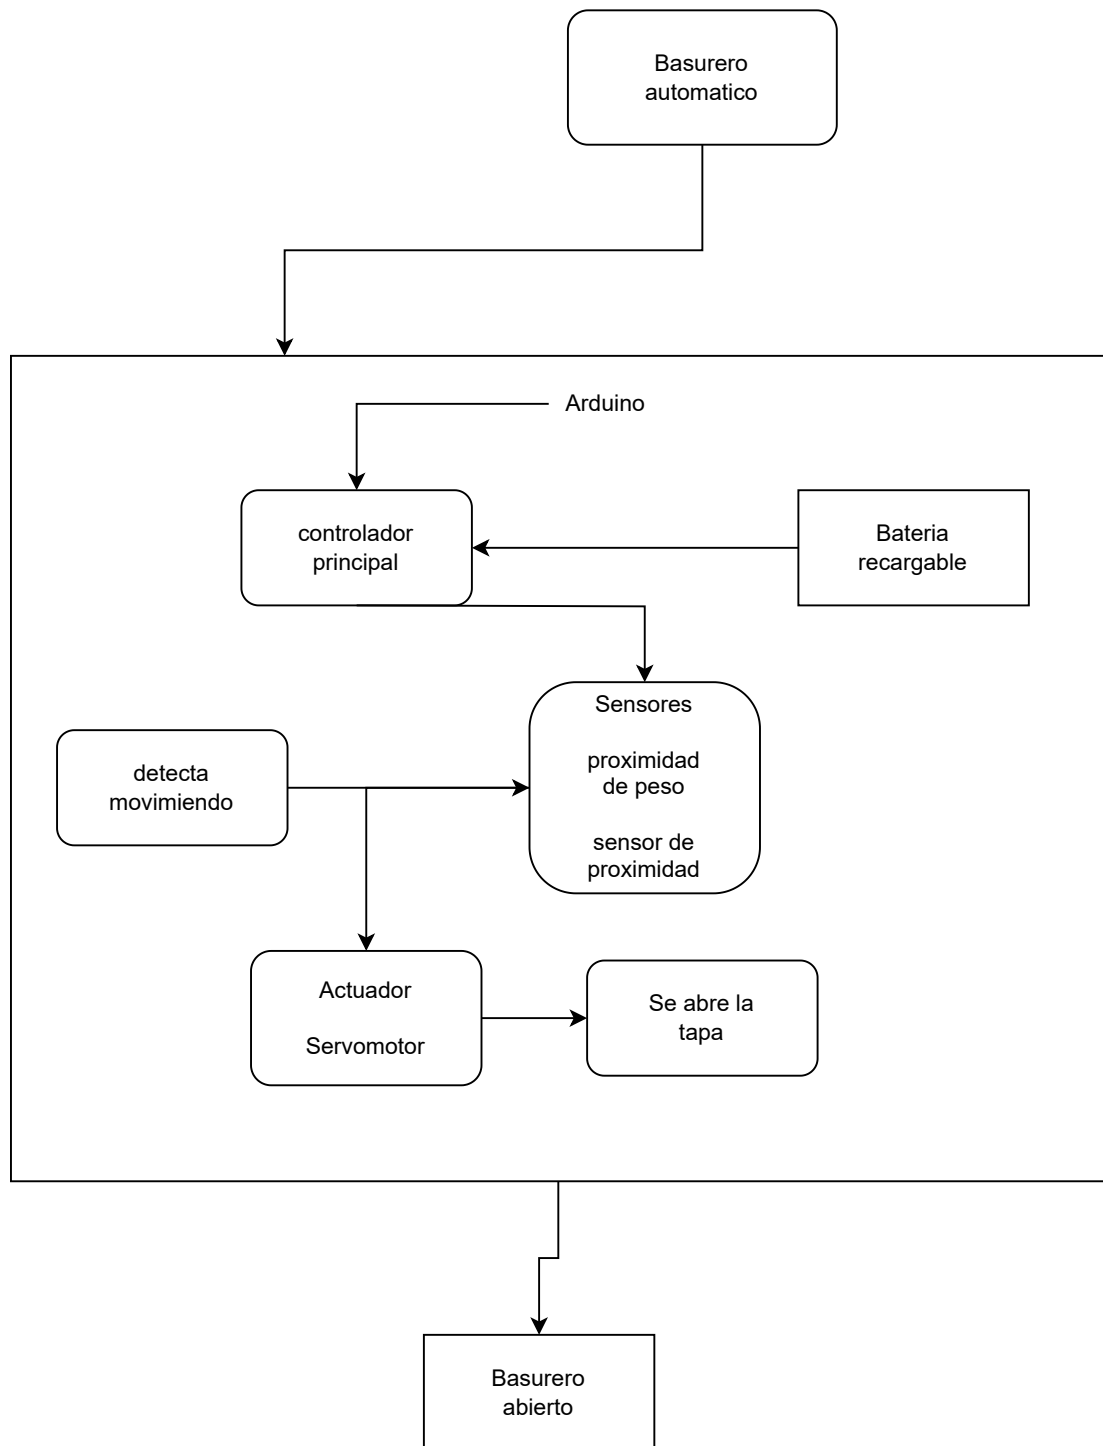 Basurero
automatico
Arduino
controlador
principal
Bateria
recargable
Sensores
proximidad
de peso
sensor de
proximidad
detecta
movimiendo
Actuador
Servomotor
Se abre la
tapa
Basurero
abierto